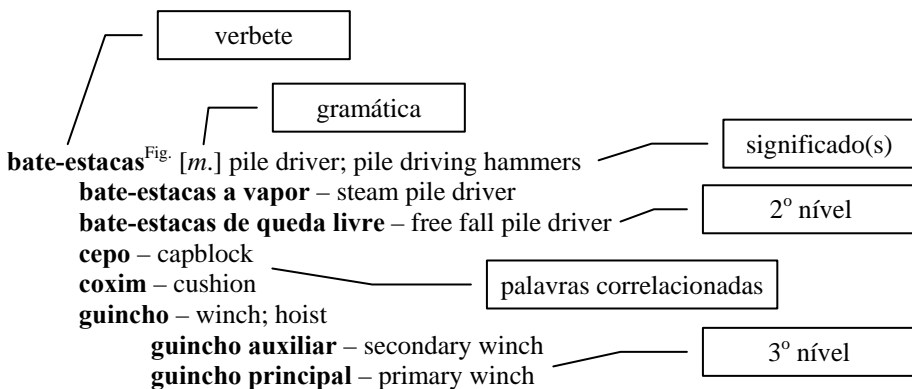 verbete
gramática
bate-estacasFig. [m.] pile driver; pile driving hammers
significado(s)
bate-estacas a vapor – steam pile driver
bate-estacas de queda livre – free fall pile driver
2º nível
cepo – capblock
coxim – cushion
palavras correlacionadas
guincho – winch; hoist
guincho auxiliar – secondary winch
guincho principal – primary winch
3º nível